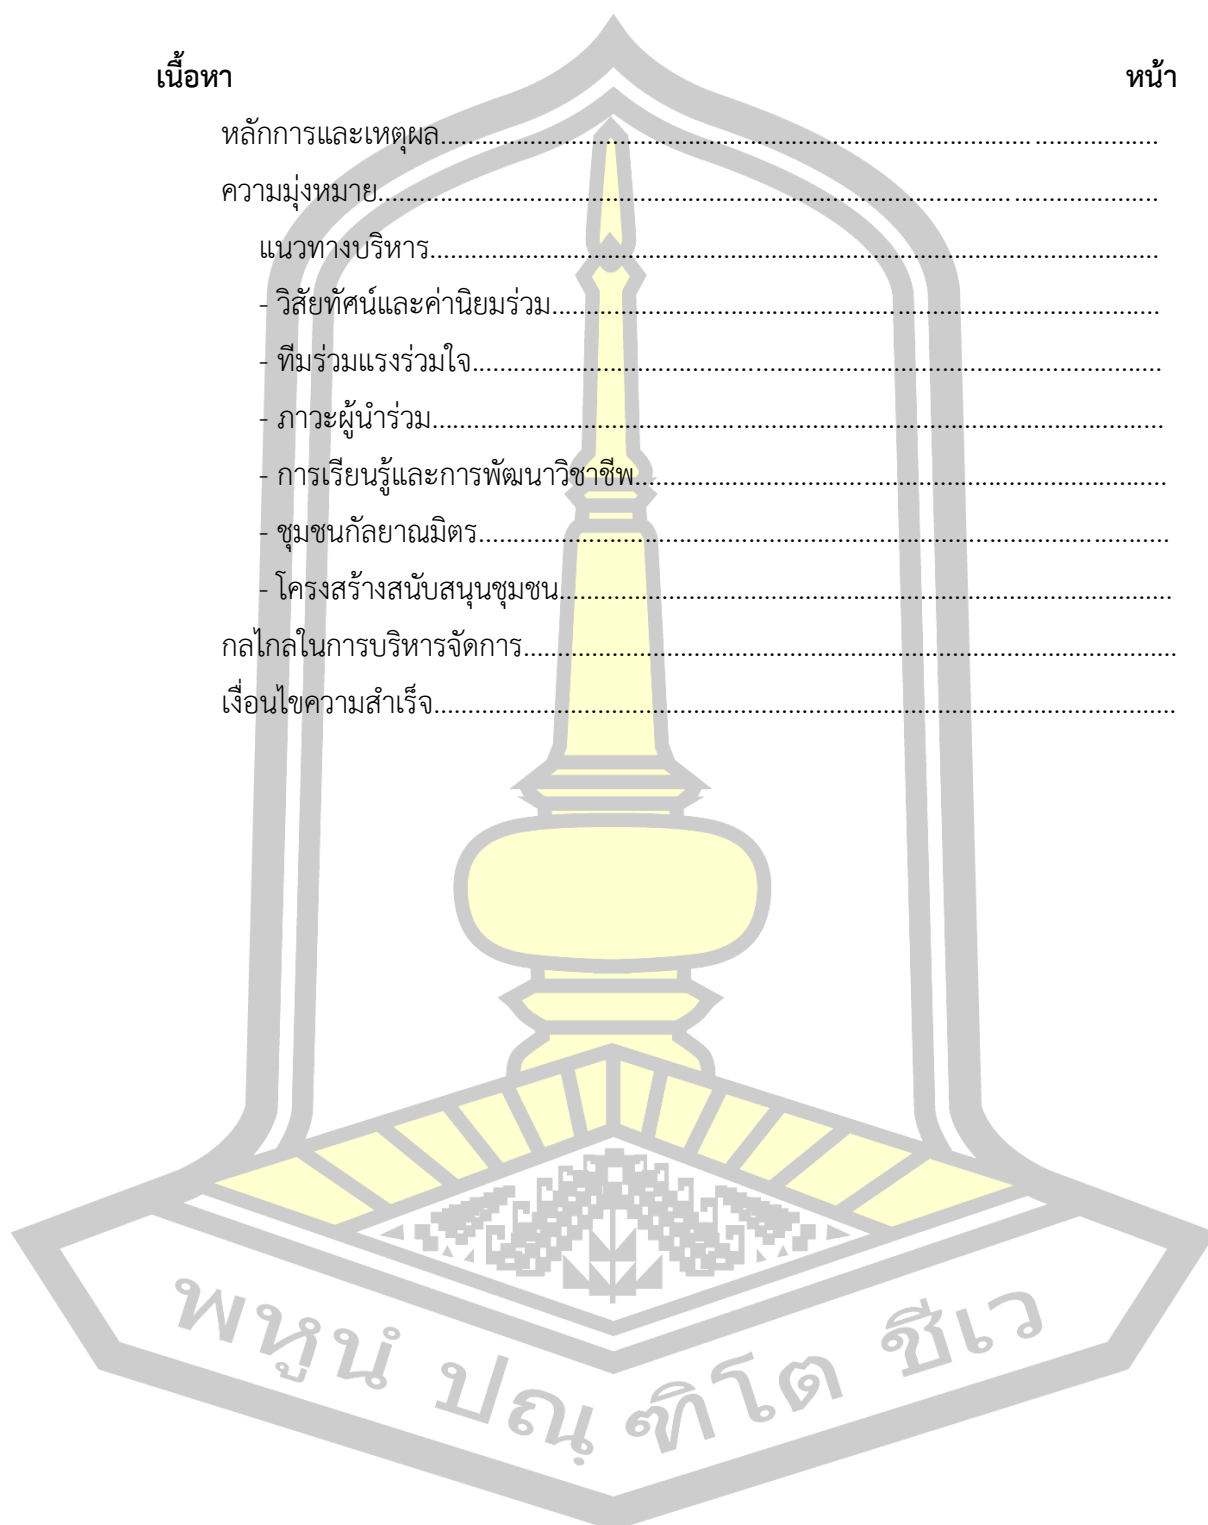 เนื้อหา หน้า
หลักการและเหตุผล........................................................................................................
ความมุ่งหมาย.................................................................................................................
แนวทางบริหาร..........................................................................................................
- วิสัยทัศน์และค่านิยมร่วม........................................................................................
- ทีมร่วมแรงร่วมใจ....................................................................................................
- ภาวะผู้นำร่วม..........................................................................................................
- การเรียนรู้และการพัฒนาวิชาชีพ.............................................................................
- ชุมชนกัลยาณมิตร....................................................................................................
- โครงสร้างสนับสนุนชุมชน.........................................................................................
กลไกลในการบริหารจัดการ...............................................................................................
เงื่อนไขความสำเร็จ............................................................................................................
พหูนํ ปณฺฑิโต ชีเว